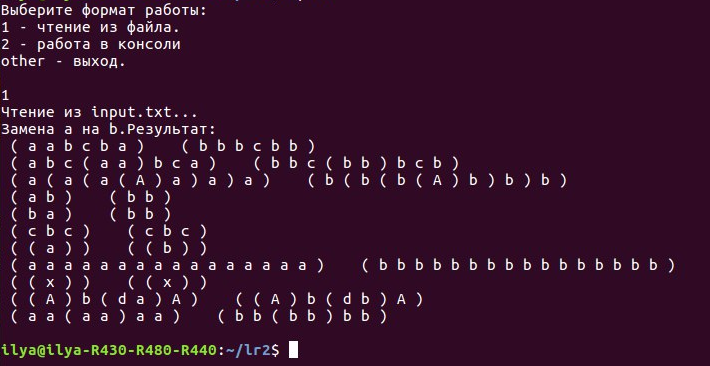 Выберите формат работы:
1 - чтение из файла.
2 - работа в консоли
other - выход.
1
Чтение из input.txt...
Замена a на b.Результат:
( a a b c b a )    ( b b b c b b )
( a b c ( a a ) b c a )    ( b b c ( b b ) b c b )
( a ( a ( a ( A ) a ) a ) a )    ( b ( b ( b ( A ) b ) b ) b )
( a b )    ( b b )
( b a )    ( b b )
( c b c )    ( c b c )
( ( a ) )    ( ( b ) )
( a a a a a a a a a a a a a a a a )    ( b b b b b b b b b b b b b b b b )
( ( x ) )    ( ( x ) )
( ( A ) b ( d a ) A )    ( ( A ) b ( d b ) A )
( a a ( a a ) a a )    ( b b ( b b ) b b )
ilya@ilya-R430-R480-R440:~/lr2$